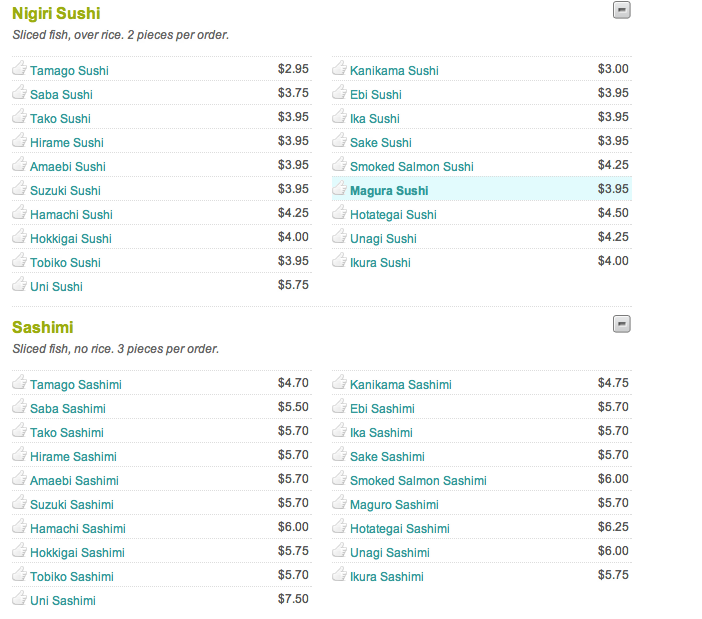 Nigiri Sushi
Sliced fish, over rice. 2 pieces per order.
Tamago Sushi $2.95 Kanikama Sushi $3.00
Saba Sushi $3.75 Ebi Sushi $3.95
Tako Sushi $3.95 Ika Sushi $3.95
Hirame Sushi $3.95 Sake Sushi $3.95
Amaebi Sushi $3.95 Smoked Salmon Sushi $4.25
Suzuki Sushi $3.95 Magura Sushi $3.95
Hamachi Sushi $4.25 Hotategai Sushi $4.50
Hokkigai Sushi $4.00 Unagi Sushi $4.25
Tobiko Sushi $3.95 Ikura Sushi $4.00
Uni Sushi $5.75
Sashimi
Sliced fish, no rice. 3 pieces per order.
Tamago Sashimi $4.70 Kanikama Sashimi $4.75
Saba Sashimi $5.50 Ebi Sashimi $5.70
Tako Sashimi $5.70 Ika Sashimi $5.70
Hirame Sashimi $5.70 Sake Sashimi $5.70
Amaebi Sashimi $5.70 Smoked Salmon Sashimi $6.00
Suzuki Sashimi $5.70 Maguro Sashimi $5.70
Hamachi Sashimi $6.00 Hotategai Sashimi $6.25
Hokkigai Sashimi $5.75 Unagi Sashimi $6.00
Tobiko Sashimi $5.70 Ikura Sashimi $5.75
Uni Sashimi $7.50